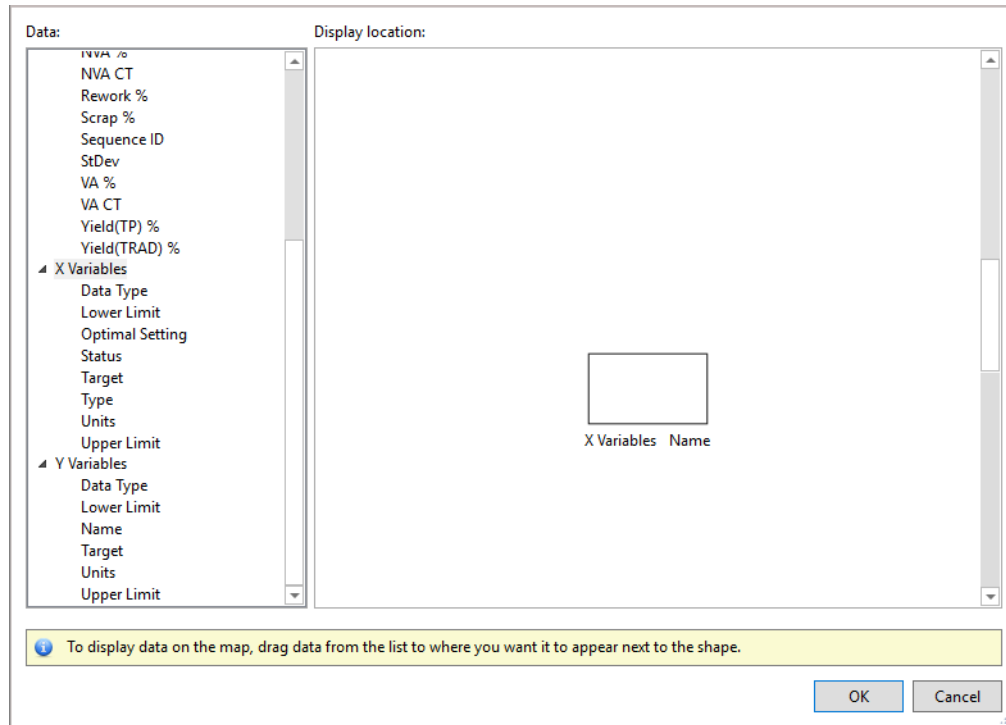 Data:
NVA %
NVA CT
Rework %
Scrap %
Sequence ID
StDev
VA %
VA CT
Yield(TP) %
Yield(TRAD) %
X Variables
Data Type
Lower Limit
Optimal Setting
Status
Target
Type
Units
Upper Limit
Y Variables
Data Type
Lower Limit
Name
Target
Units
Upper Limit
Display location:
X Variables Name
To display data on the map, drag data from the list to where you want it to appear next to the shape.
OK
Cancel